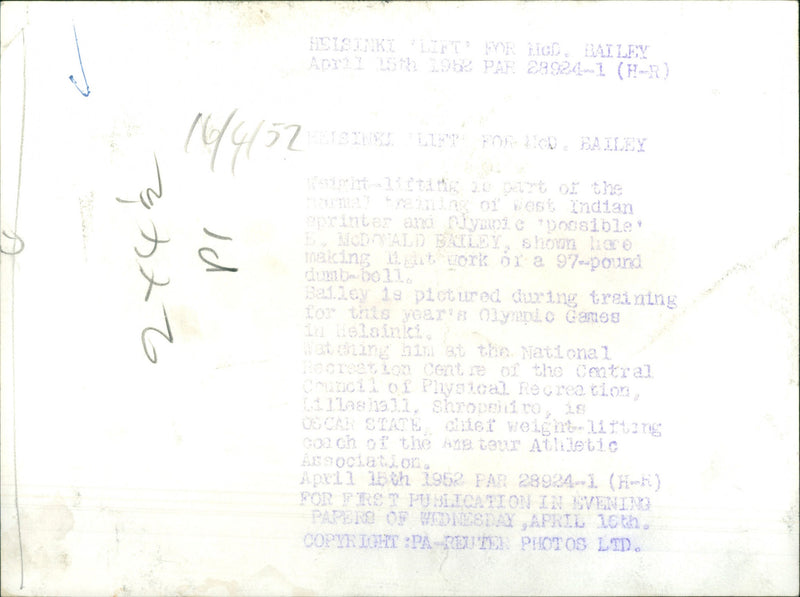 HELSINKI 'LIFT' FOR McD. BAILEY
April 15th 1952 PAR 28924-1 (H-R)
16/4/52
HELSINKI 'LIFT' FOR McD. BAILEY
Weight-lifting is part of the
normal training of West Indian
sprinter and Olympic 'possible'
E. McDONALD BAILEY, shown here
making light work of a 97-pound
dumb-bell.
Bailey is pictured during training
for this year's Olympic Games
in Helsinki.
Watching him at the National
Recreation Centre of the Central
Council of Physical Recreation,
Lilleshall, Shropshire, is
OSCAR STATE, chief weight-lifting
coach of the Amateur Athletic
Association.
April 15th 1952 PAR 28924-1 (H-R)
FOR FIRST PUBLICATION IN EVENING
PAPERS OF WEDNESDAY, APRIL 16th.
COPYRIGHT:PA-REUTER PHOTOS LTD.
P1